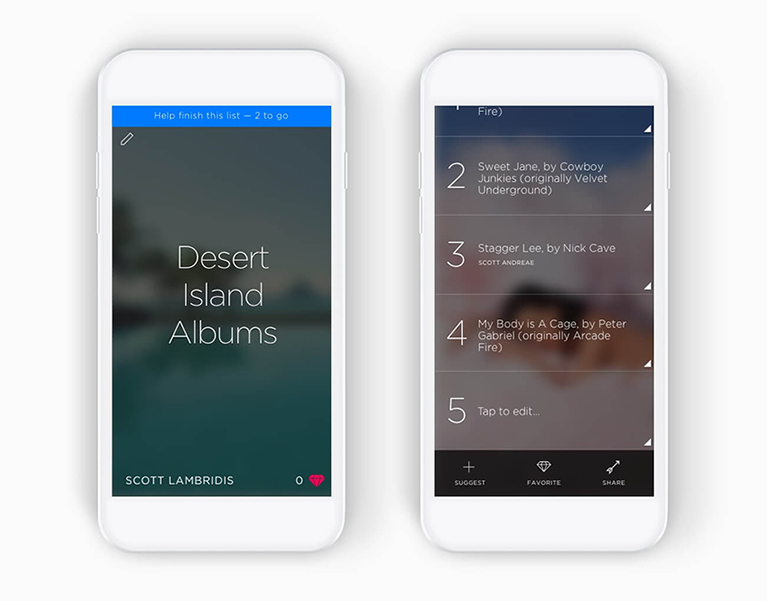 Help finish this list — 2 to go
Desert
Island
Albums
SCOTT LAMBRIDIS
0
Fire)
2
Sweet Jane, by Cowboy
Junkies (originally Velvet
Underground)
3
Stagger Lee, by Nick Cave
SCOTT ANDREAE
4
My Body is A Cage, by Peter
Gabriel (originally Arcade
Fire)
5
Tap to edit...
SUGGEST
FAVORITE
SHARE